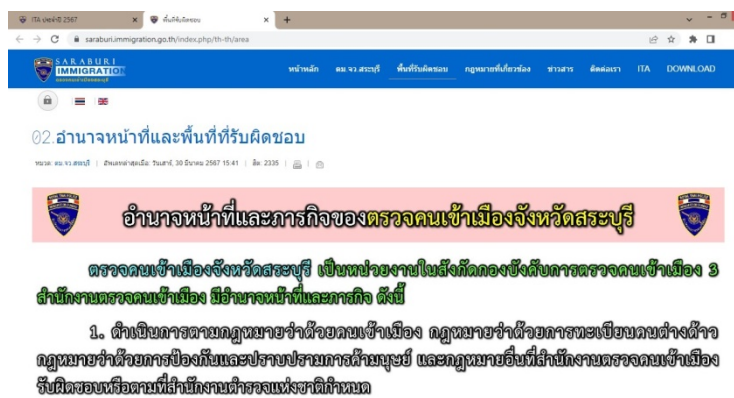 ITA ประจำปี 2567
พื้นที่รับผิดชอบ
saraburi.immigration.go.th/index.php/th-th/area
SARABURI
IMMIGRATION
หน้าหลัก ตม.จว.สระบุรี พื้นที่รับผิดชอบ กฎหมายที่เกี่ยวข้อง ข่าวสาร ติดต่อเรา ITA DOWNLOAD
02.อำนาจหน้าที่และพื้นที่ที่รับผิดชอบ
หมวด: ตม.จว.สระบุรี | อัพเดทล่าสุดเมื่อ: วันเสาร์, 30 มีนาคม 2567 15:41 | ฮิต: 2335
อำนาจหน้าที่และภารกิจของตรวจคนเข้าเมืองจังหวัดสระบุรี
ตรวจคนเข้าเมืองจังหวัดสระบุรี เป็นหน่วยงานในสังกัดกองบังคับการตรวจคนเข้าเมือง 3
สำนักงานตรวจคนเข้าเมือง มีอำนาจหน้าที่และภารกิจ ดังนี้
1. ดำเนินการตามกฎหมายว่าด้วยคนเข้าเมือง กฎหมายว่าด้วยการทะเบียนคนต่างด้าว
กฎหมายว่าด้วยการป้องกันและปราบปรามการค้ามนุษย์ และกฎหมายอื่นที่สำนักงานตรวจคนเข้าเมือง
รับผิดชอบหรือตามที่สำนักงานตำรวจแห่งชาติกำหนด